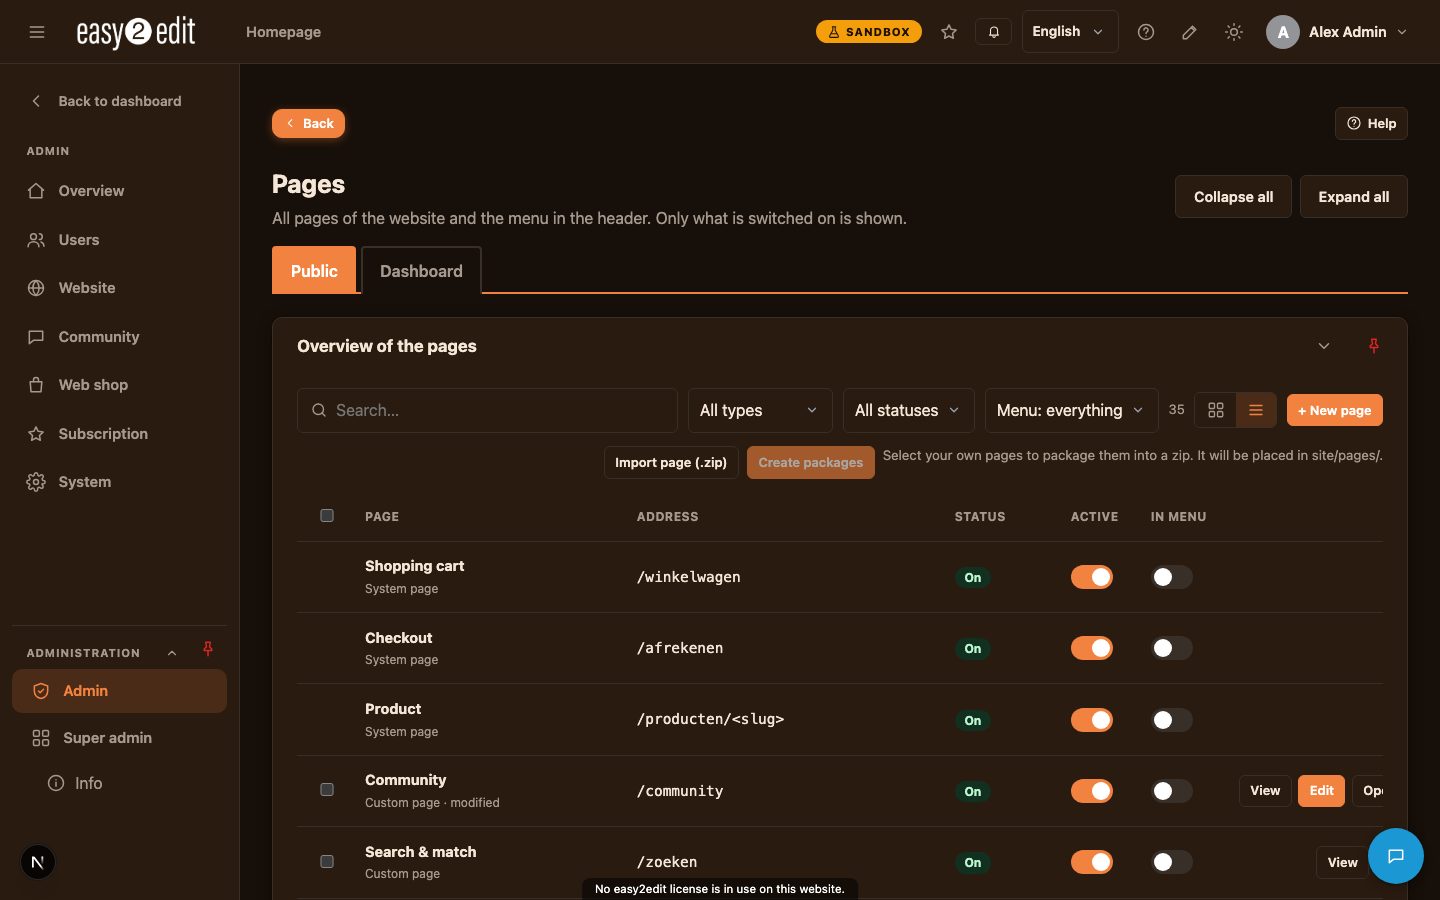 easy2edit
Homepage
SANDBOX
English
A
Alex Admin
Back to dashboard
ADMIN
Overview
Users
Website
Community
Web shop
Subscription
System
ADMINISTRATION
Admin
Super admin
Info
N
Back
Help
Pages
All pages of the website and the menu in the header. Only what is switched on is shown.
Collapse all
Expand all
Public
Dashboard
Overview of the pages
Search...
All types
All statuses
Menu: everything
35
+ New page
Import page (.zip)
Create packages
Select your own pages to package them into a zip. It will be placed in site/pages/.
PAGE ADDRESS STATUS ACTIVE IN MENU
Shopping cart
System page
/winkelwagen
On
Checkout
System page
/afrekenen
On
Product
System page
/producten/<slug>
On
Community
Custom page · modified
/community
On
View
Edit
Search & match
Custom page
/zoeken
On
View
No easy2edit license is in use on this website.